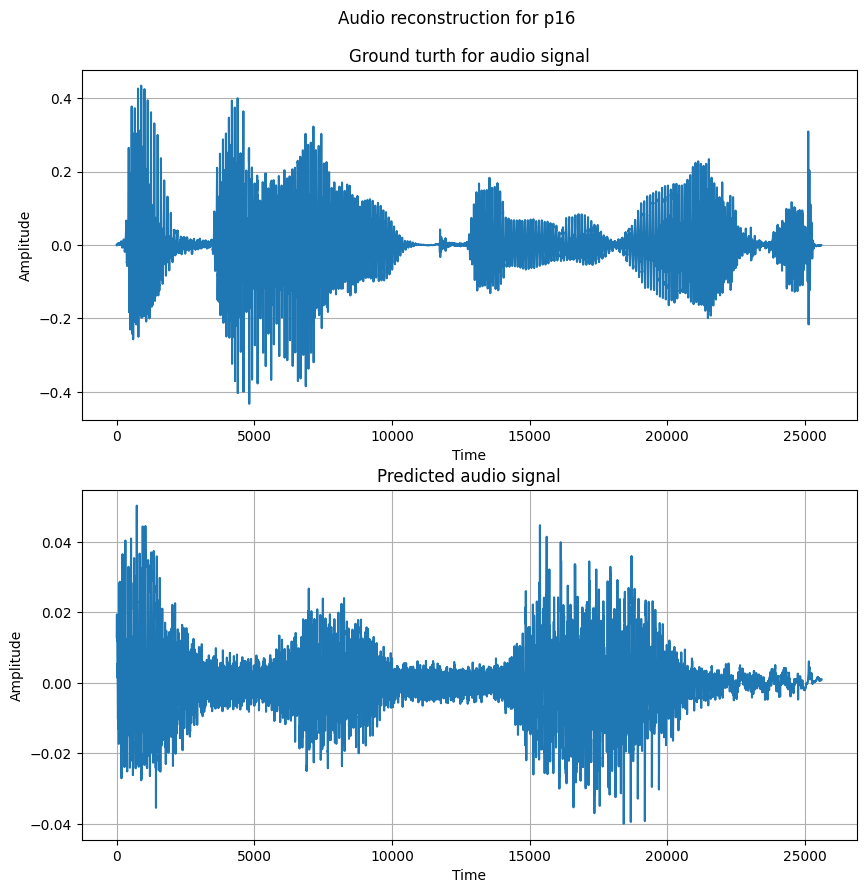 Audio reconstruction for p16
Ground turth for audio signal
0.4
0.2
0.0
−0.2
−0.4
Amplitude
0 5000 10000 15000 20000 25000
Time
Predicted audio signal
0.04
0.02
0.00
−0.02
−0.04
Amplitude
0 5000 10000 15000 20000 25000
Time